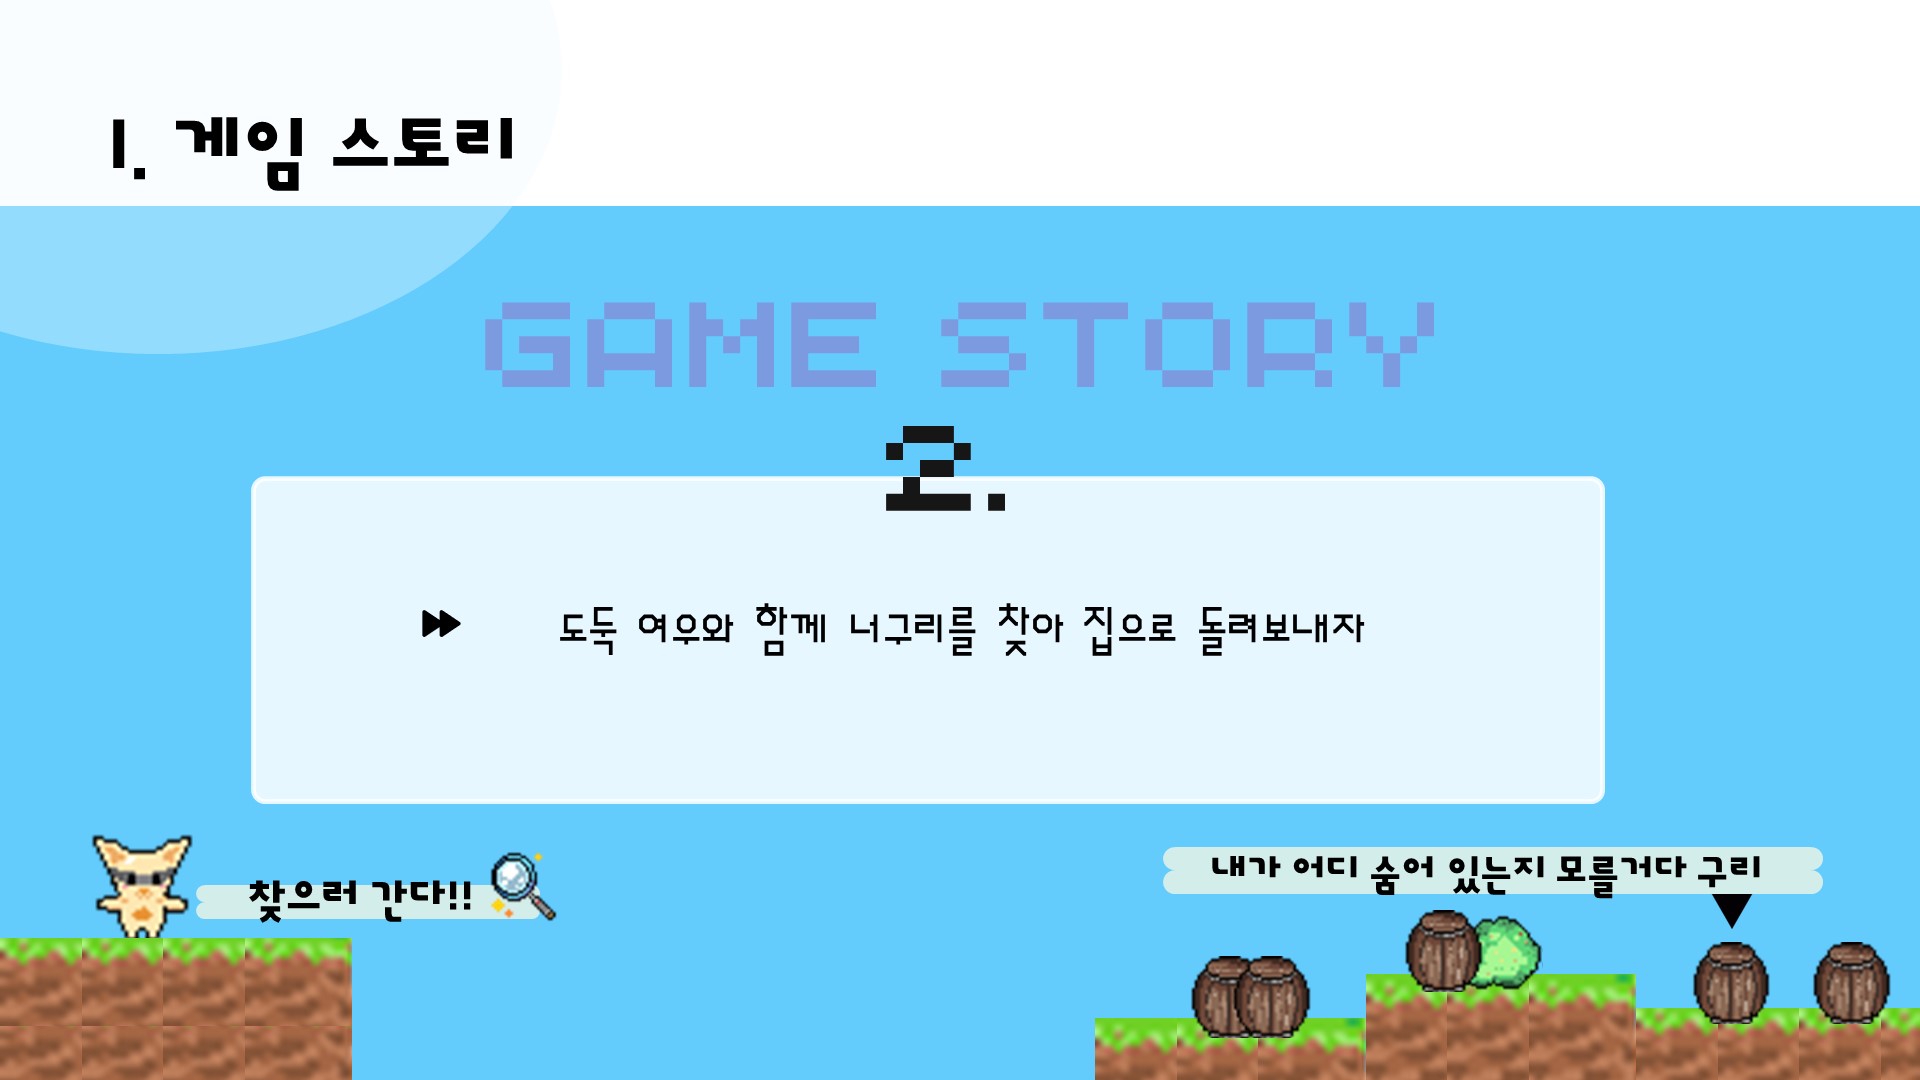 1. 게임 스토리
GAME STORY
2.
도둑 여우와 함께 너구리를 찾아 집으로 돌려보내자
찾으러 간다!!
내가 어디 숨어 있는지 모를거다 구리